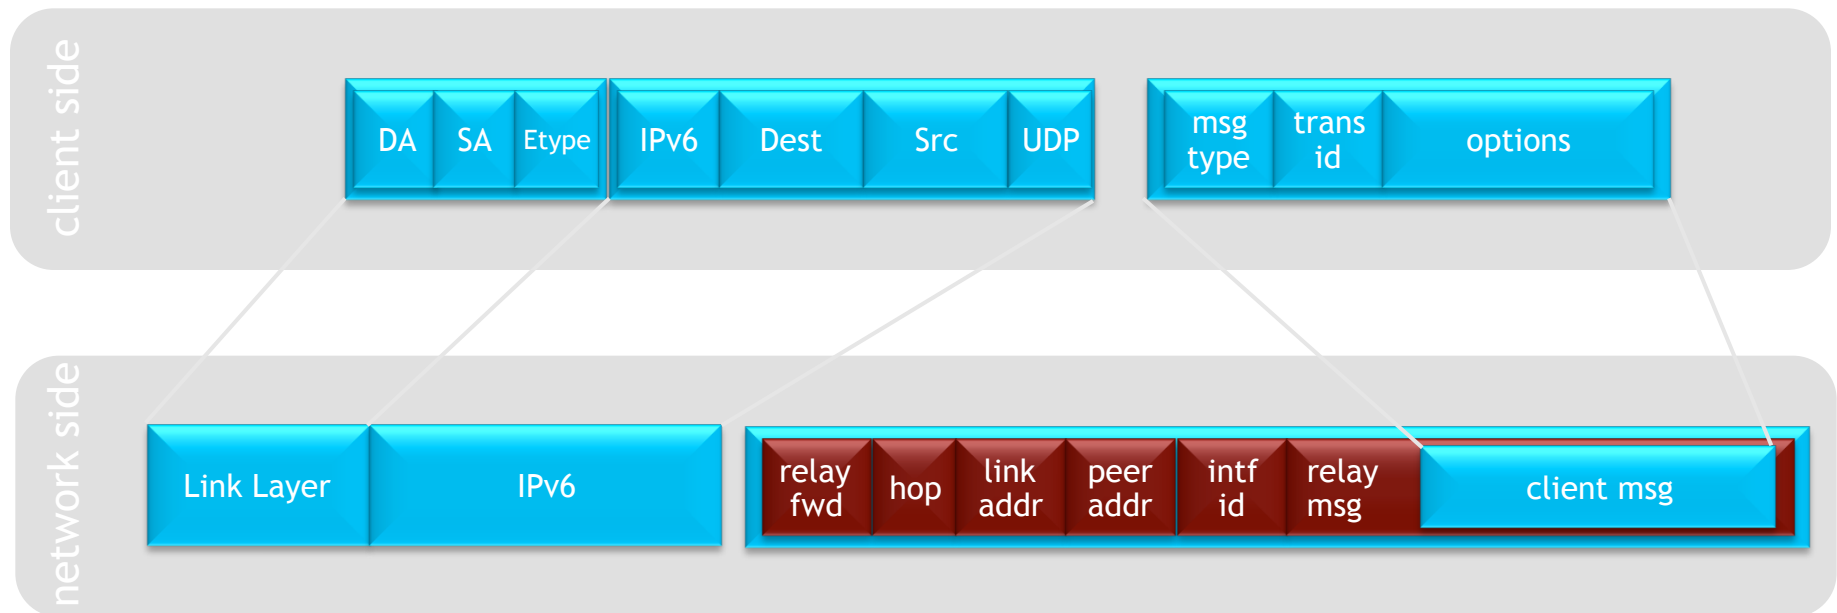 client side
DA
SA
Etype
IPv6
Dest
Src
UDP
msg
type
trans
id
options
network side
Link Layer
IPv6
relay
fwd
hop
link
addr
peer
addr
intf
id
relay
msg
client msg